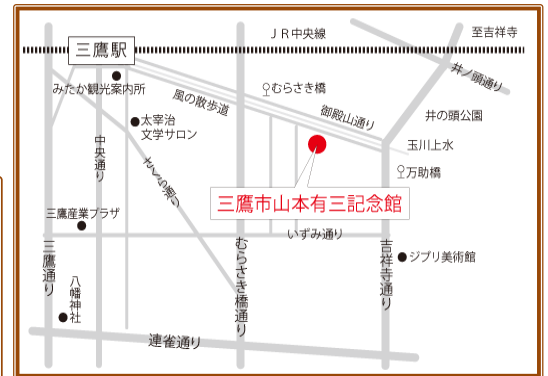 ＪＲ中央線
至吉祥寺
三鷹駅
井ノ頭通り
みたか観光案内所
むらさき橋
風の散歩道
御殿山通り
井の頭公園
太宰治
文学サロン
玉川上水
中央通り
さくら通り
万助橋
三鷹市山本有三記念館
三鷹産業プラザ
いずみ通り
三鷹通り
むらさき橋通り
吉祥寺通り
ジブリ美術館
八幡神社
連雀通り